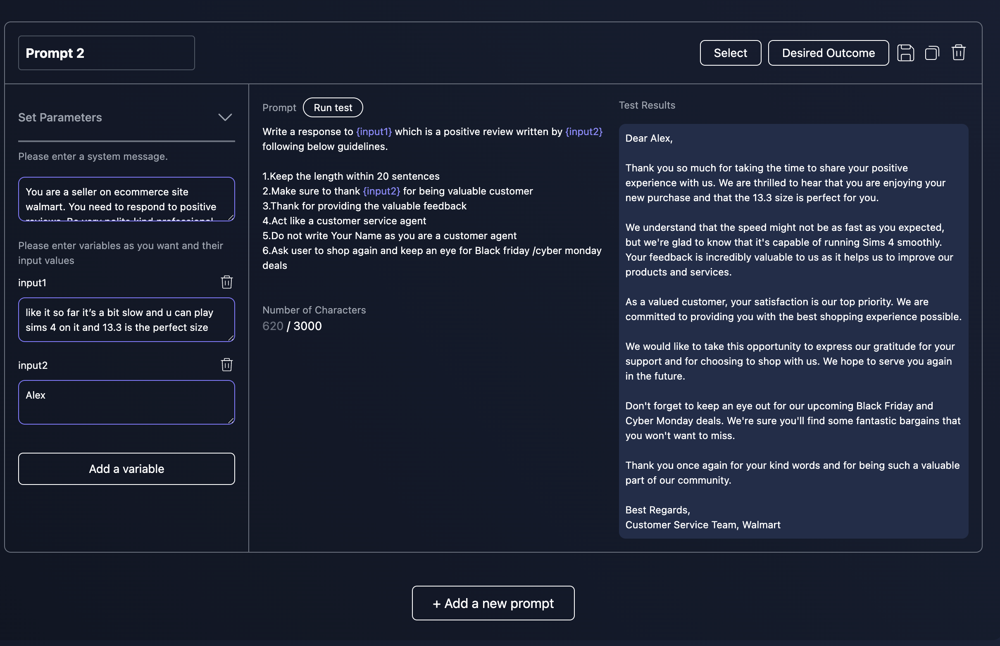 Prompt 2
Select
Desired Outcome
Set Parameters
Please enter a system message.
You are a seller on ecommerce site
walmart. You need to respond to positive
reviews. Be very polite kind professional
Please enter variables as you want and their
input values
input1
like it so far it’s a bit slow and u can play
sims 4 on it and 13.3 is the perfect size
input2
Alex
Add a variable
Prompt
Run test
Write a response to {input1} which is a positive review written by {input2}
following below guidelines.
1.Keep the length within 20 sentences
2.Make sure to thank {input2} for being valuable customer
3.Thank for providing the valuable feedback
4.Act like a customer service agent
5.Do not write Your Name as you are a customer agent
6.Ask user to shop again and keep an eye for Black friday /cyber monday
deals
Number of Characters
620 / 3000
Test Results
Dear Alex,
Thank you so much for taking the time to share your positive
experience with us. We are thrilled to hear that you are enjoying your
new purchase and that the 13.3 size is perfect for you.
We understand that the speed might not be as fast as you expected,
but we're glad to know that it's capable of running Sims 4 smoothly.
Your feedback is incredibly valuable to us as it helps us to improve our
products and services.
As a valued customer, your satisfaction is our top priority. We are
committed to providing you with the best shopping experience possible.
We would like to take this opportunity to express our gratitude for your
support and for choosing to shop with us. We hope to serve you again
in the future.
Don't forget to keep an eye out for our upcoming Black Friday and
Cyber Monday deals. We're sure you'll find some fantastic bargains that
you won't want to miss.
Thank you once again for your kind words and for being such a valuable
part of our community.
Best Regards,
Customer Service Team, Walmart
+ Add a new prompt